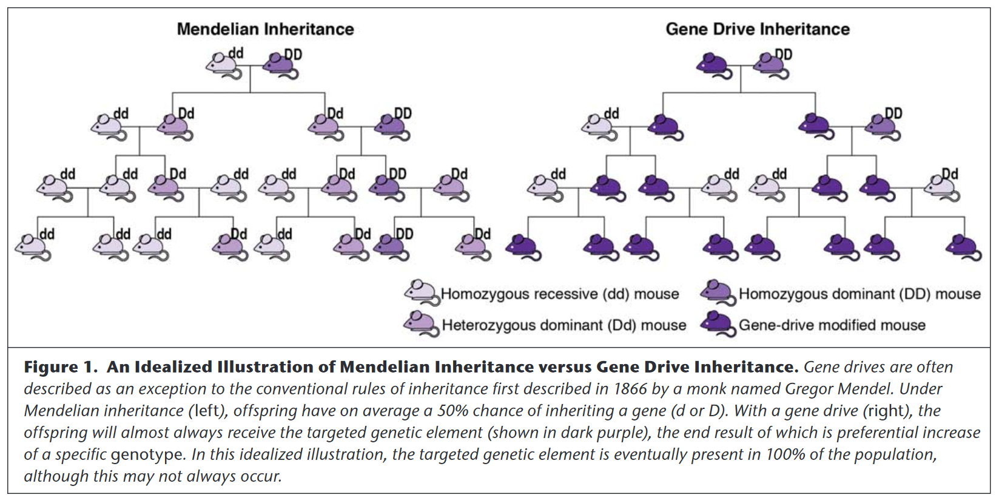 Mendelian Inheritance
Gene Drive Inheritance
dd DD
DD
dd Dd Dd DD
dd DD
dd dd Dd dd dd Dd DD Dd
dd dd dd Dd
dd dd dd Dd dd Dd DD Dd
Homozygous recessive (dd) mouse
Homozygous dominant (DD) mouse
Heterozygous dominant (Dd) mouse
Gene-drive modified mouse
Figure 1. An Idealized Illustration of Mendelian Inheritance versus Gene Drive Inheritance. Gene drives are often
described as an exception to the conventional rules of inheritance first described in 1866 by a monk named Gregor Mendel. Under
Mendelian inheritance (left), offspring have on average a 50% chance of inheriting a gene (d or D). With a gene drive (right), the
offspring will almost always receive the targeted genetic element (shown in dark purple), the end result of which is preferential increase
of a specific genotype. In this idealized illustration, the targeted genetic element is eventually present in 100% of the population,
although this may not always occur.